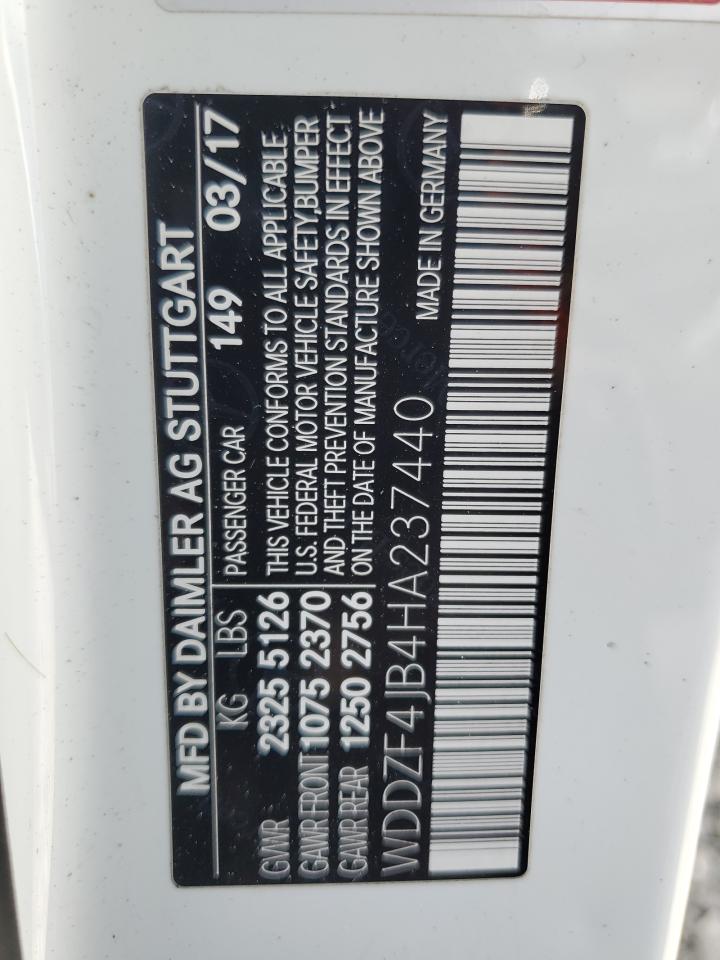 MFD BY DAIMLER AG STUTTGART
KG LBS PASSENGER CAR 149 03/17
GVWR 2325 5126
GAWR FRONT 1075 2370
GAWR REAR 1250 2756
THIS VEHICLE CONFORMS TO ALL APPLICABLE
U.S. FEDERAL MOTOR VEHICLE SAFETY,BUMPER
AND THEFT PREVENTION STANDARDS IN EFFECT
ON THE DATE OF MANUFACTURE SHOWN ABOVE
WDDZF4JB4HA237440 MADE IN GERMANY